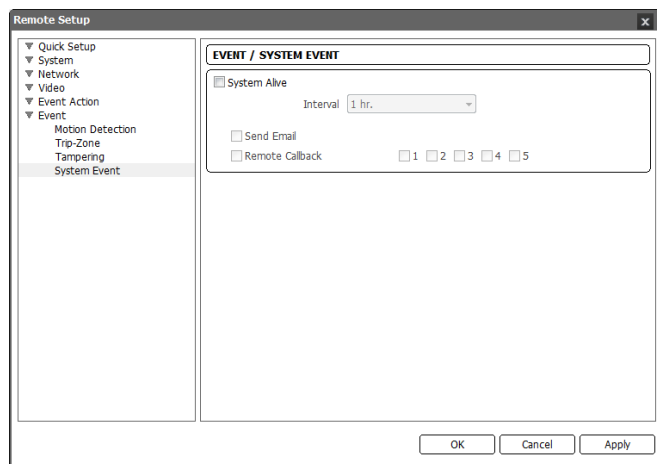 Remote Setup
x
Quick Setup
System
Network
Video
Event Action
Event
Motion Detection
Trip-Zone
Tampering
System Event
EVENT / SYSTEM EVENT
System Alive
Interval 1 hr.
Send Email
Remote Callback 1 2 3 4 5
OK Cancel Apply